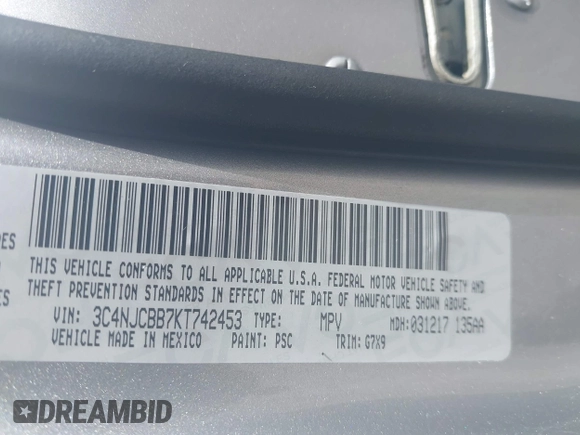 RES
THIS VEHICLE CONFORMS TO ALL APPLICABLE U.S.A. FEDERAL MOTOR VEHICLE SAFETY AND
THEFT PREVENTION STANDARDS IN EFFECT ON THE DATE OF MANUFACTURE SHOWN ABOVE.
ES
VIN: 3C4NJCBB7KT742453 TYPE: MPV MDH: 031217 135AA
VEHICLE MADE IN MEXICO PAINT: PSC TRIM: G7X9
DREAMBID